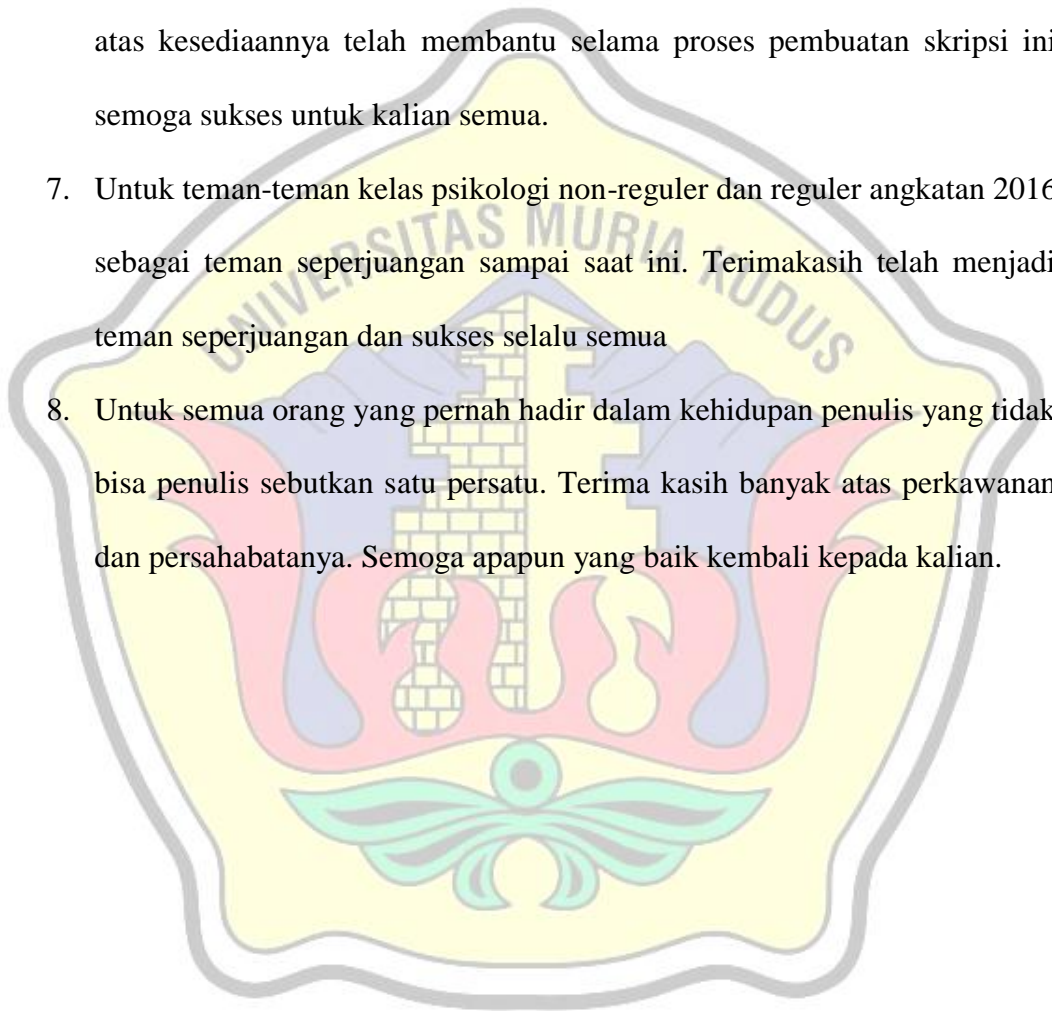 atas kesediaannya telah membantu selama proses pembuatan skripsi ini
semoga sukses untuk kalian semua.
7. Untuk teman-teman kelas psikologi non-reguler dan reguler angkatan 2016
sebagai teman seperjuangan sampai saat ini. Terimakasih telah menjadi
teman seperjuangan dan sukses selalu semua
8. Untuk semua orang yang pernah hadir dalam kehidupan penulis yang tidak
bisa penulis sebutkan satu persatu. Terima kasih banyak atas perkawanan
dan persahabatanya. Semoga apapun yang baik kembali kepada kalian.
UNIVERSITAS MURIA KUDUS